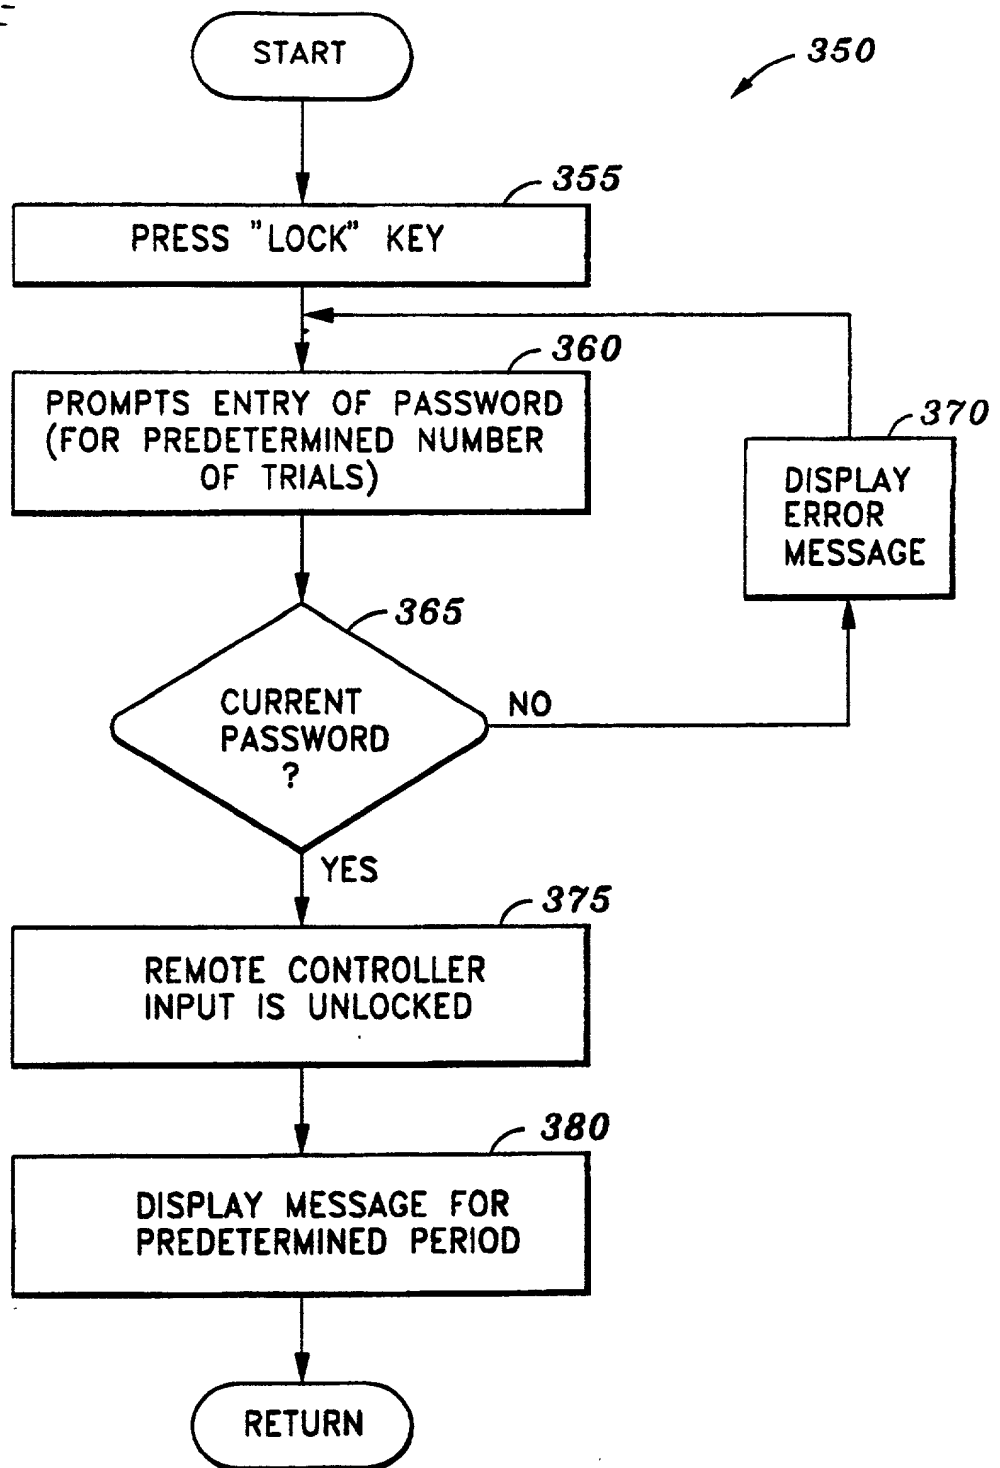 START
350
355
PRESS "LOCK" KEY
360
PROMPTS ENTRY OF PASSWORD
(FOR PREDETERMINED NUMBER
OF TRIALS)
370
DISPLAY
ERROR
MESSAGE
365
CURRENT
PASSWORD
?
NO
YES
375
REMOTE CONTROLLER
INPUT IS UNLOCKED
380
DISPLAY MESSAGE FOR
PREDETERMINED PERIOD
RETURN